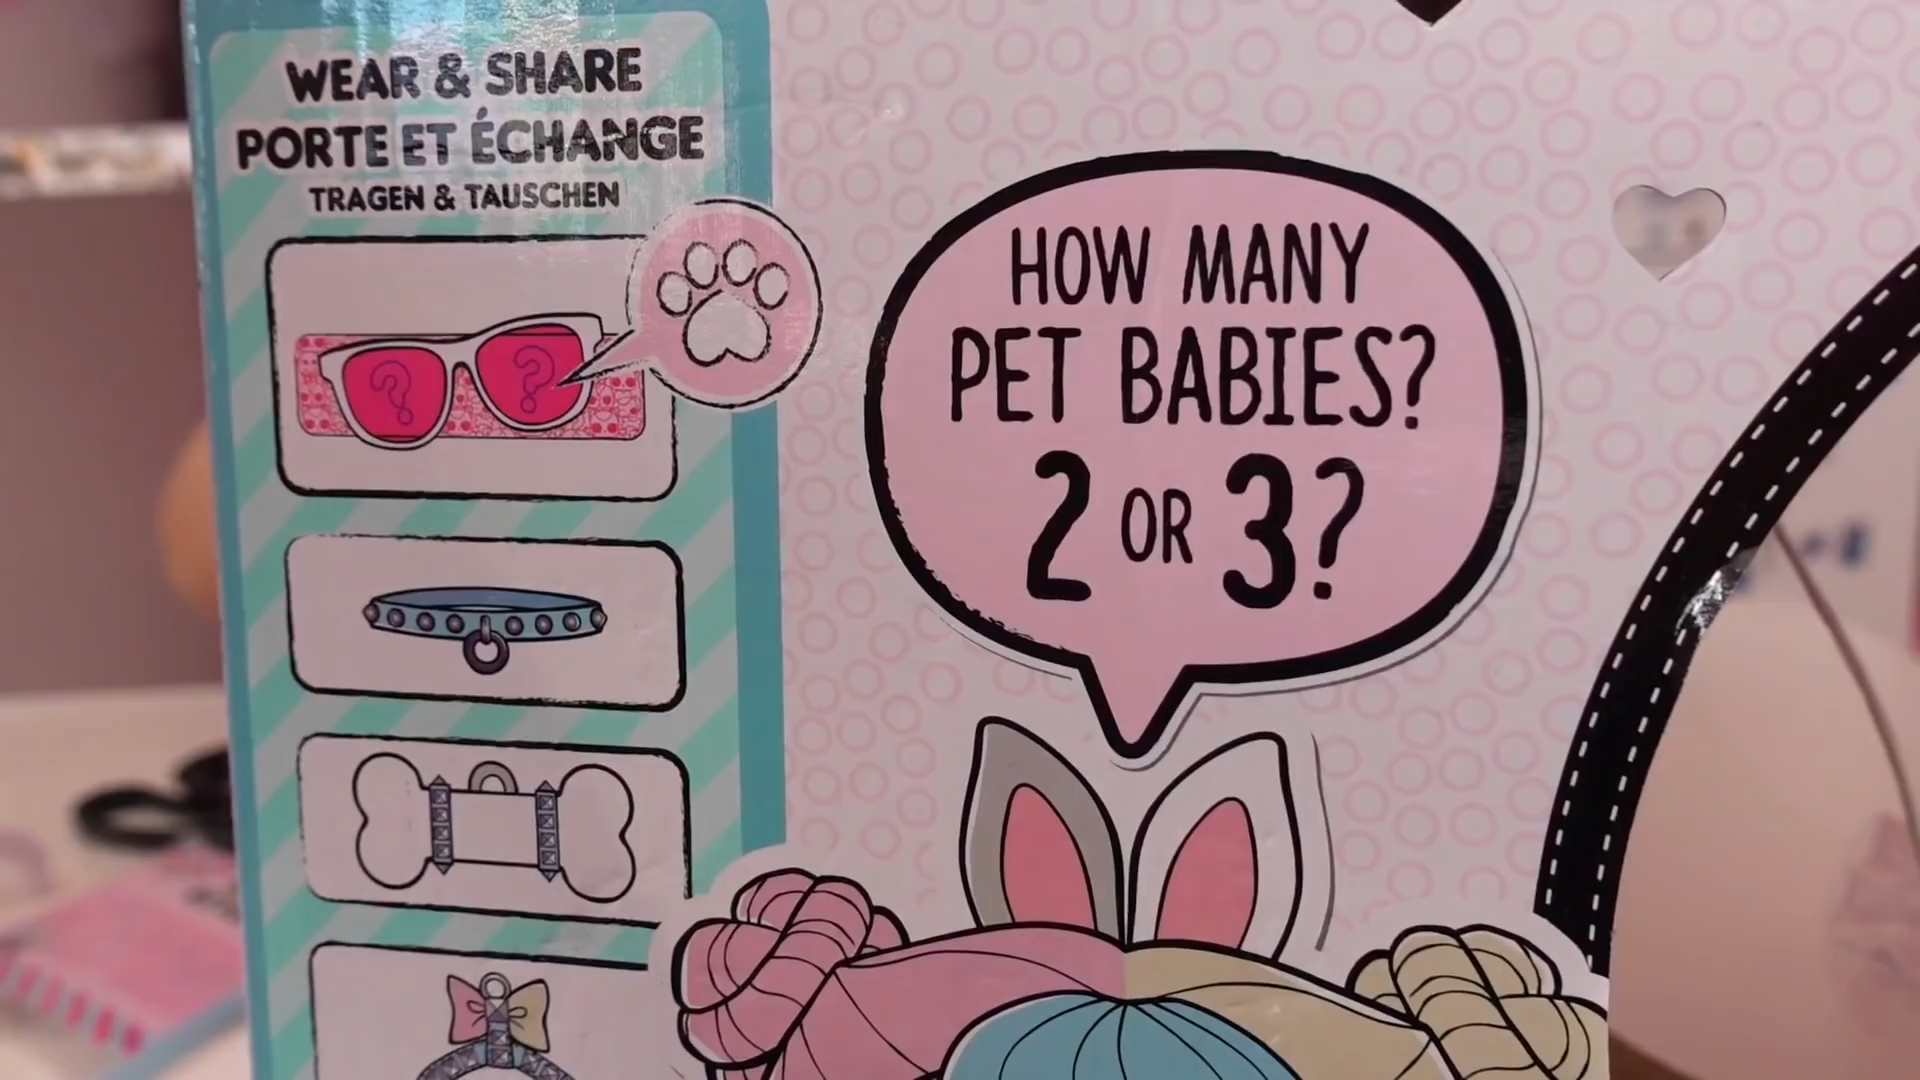 WEAR & SHARE
PORTE ET ÉCHANGE
TRAGEN & TAUSCHEN
? ?
HOW MANY
PET BABIES?
2 OR 3?